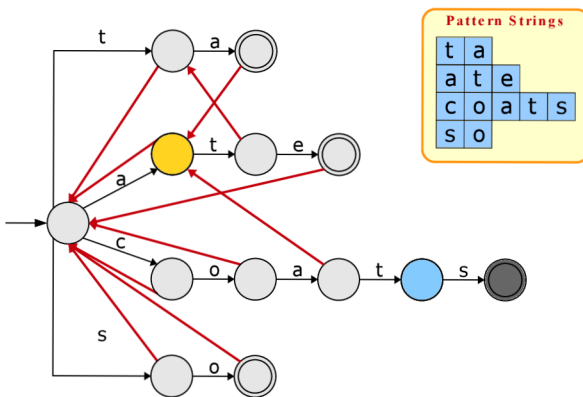 Pattern Strings
t a
a t e
c o a t s
s o
t a
a t e
c o a t s
s o